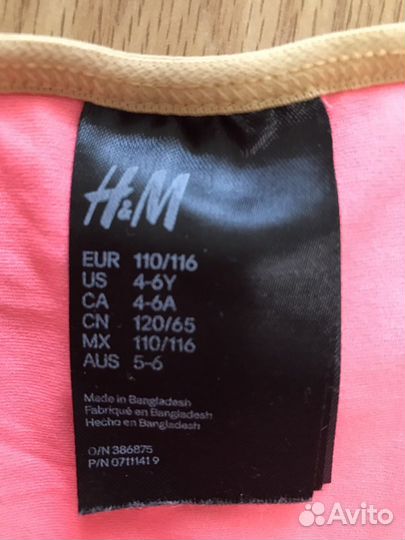 H&M
EUR 110/116
US 4-6Y
CA 4-6A
CN 120/65
MX 110/116
AUS 5-6
Made in Bangladesh
Fabriqué en Bangladesh
Hecho en Bangladesh
O/N 386875
P/N 0711141 9
Avito